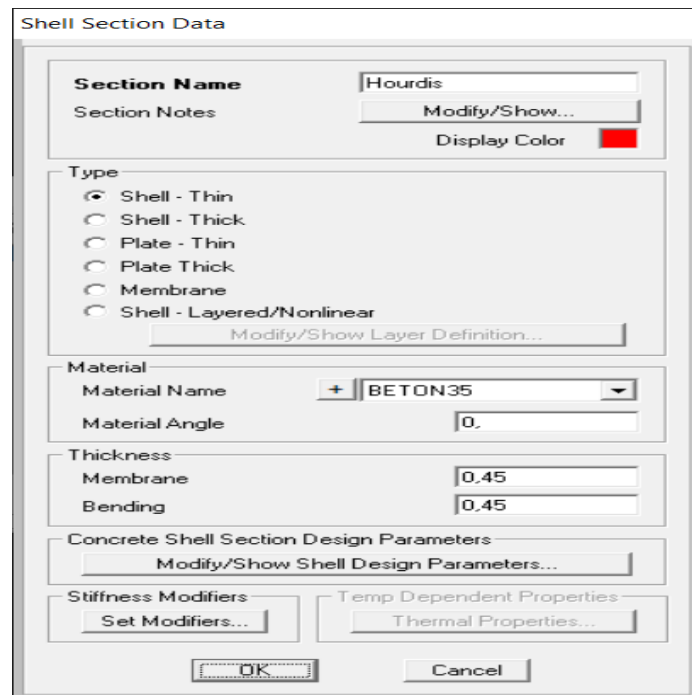 Shell Section Data
Section Name Hourdis
Section Notes Modify/Show...
Display Color
Type
Shell - Thin
Shell - Thick
Plate - Thin
Plate Thick
Membrane
Shell - Layered/Nonlinear
Modify/Show Layer Definition...
Material
Material Name + BETON35
Material Angle 0,
Thickness
Membrane 0,45
Bending 0,45
Concrete Shell Section Design Parameters
Modify/Show Shell Design Parameters...
Stiffness Modifiers Temp Dependent Properties
Set Modifiers... Thermal Properties...
OK Cancel